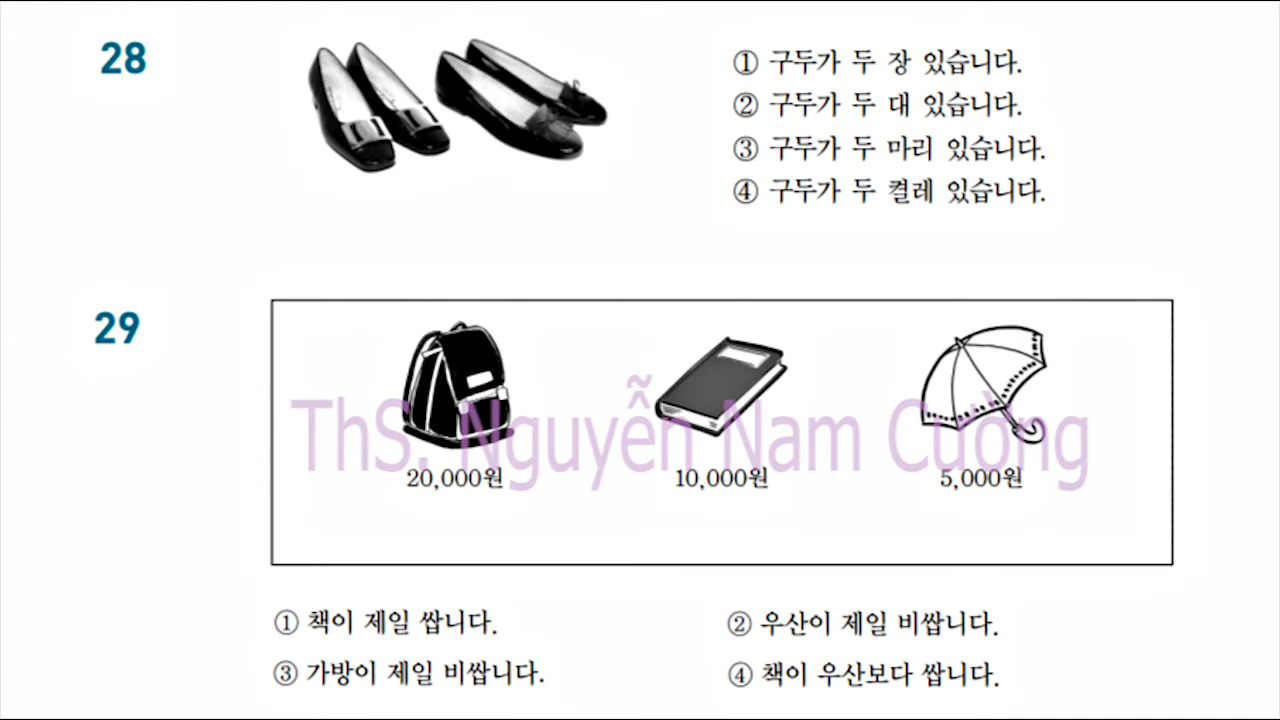 28
① 구두가 두 장 있습니다.
② 구두가 두 대 있습니다.
③ 구두가 두 마리 있습니다.
④ 구두가 두 켤레 있습니다.
29
ThS. Nguyễn Nam Cường
20,000원 10,000원 5,000원
① 책이 제일 쌉니다. ② 우산이 제일 비쌉니다.
③ 가방이 제일 비쌉니다. ④ 책이 우산보다 쌉니다.